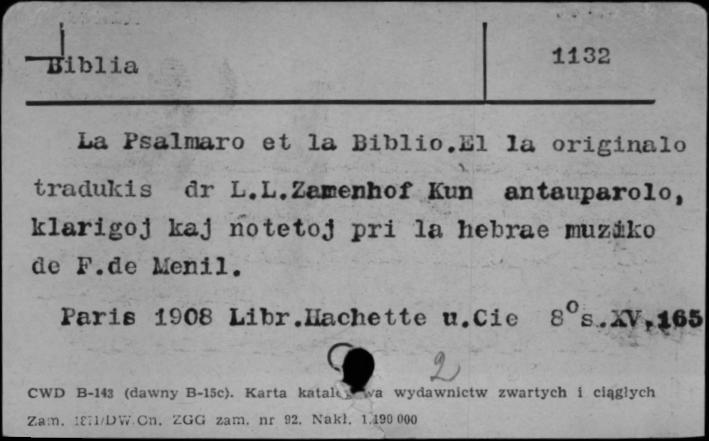 Biblia
1132
La Psalmaro et la Biblio.El la originalo
tradukis dr L.L.Zamenhof Kun antauparolo,
klarigoj kaj notetoj pri la hebrae muziko
de F.de Menil.
Paris 1908 Libr.Hachette u.Cie 8°s.XV,165
2
CWD B-143 (dawny B-15c). Karta wydawnictw zwartych i ciągłych
Zam. ZGG zam. nr 92. Nakł. 1.190 000